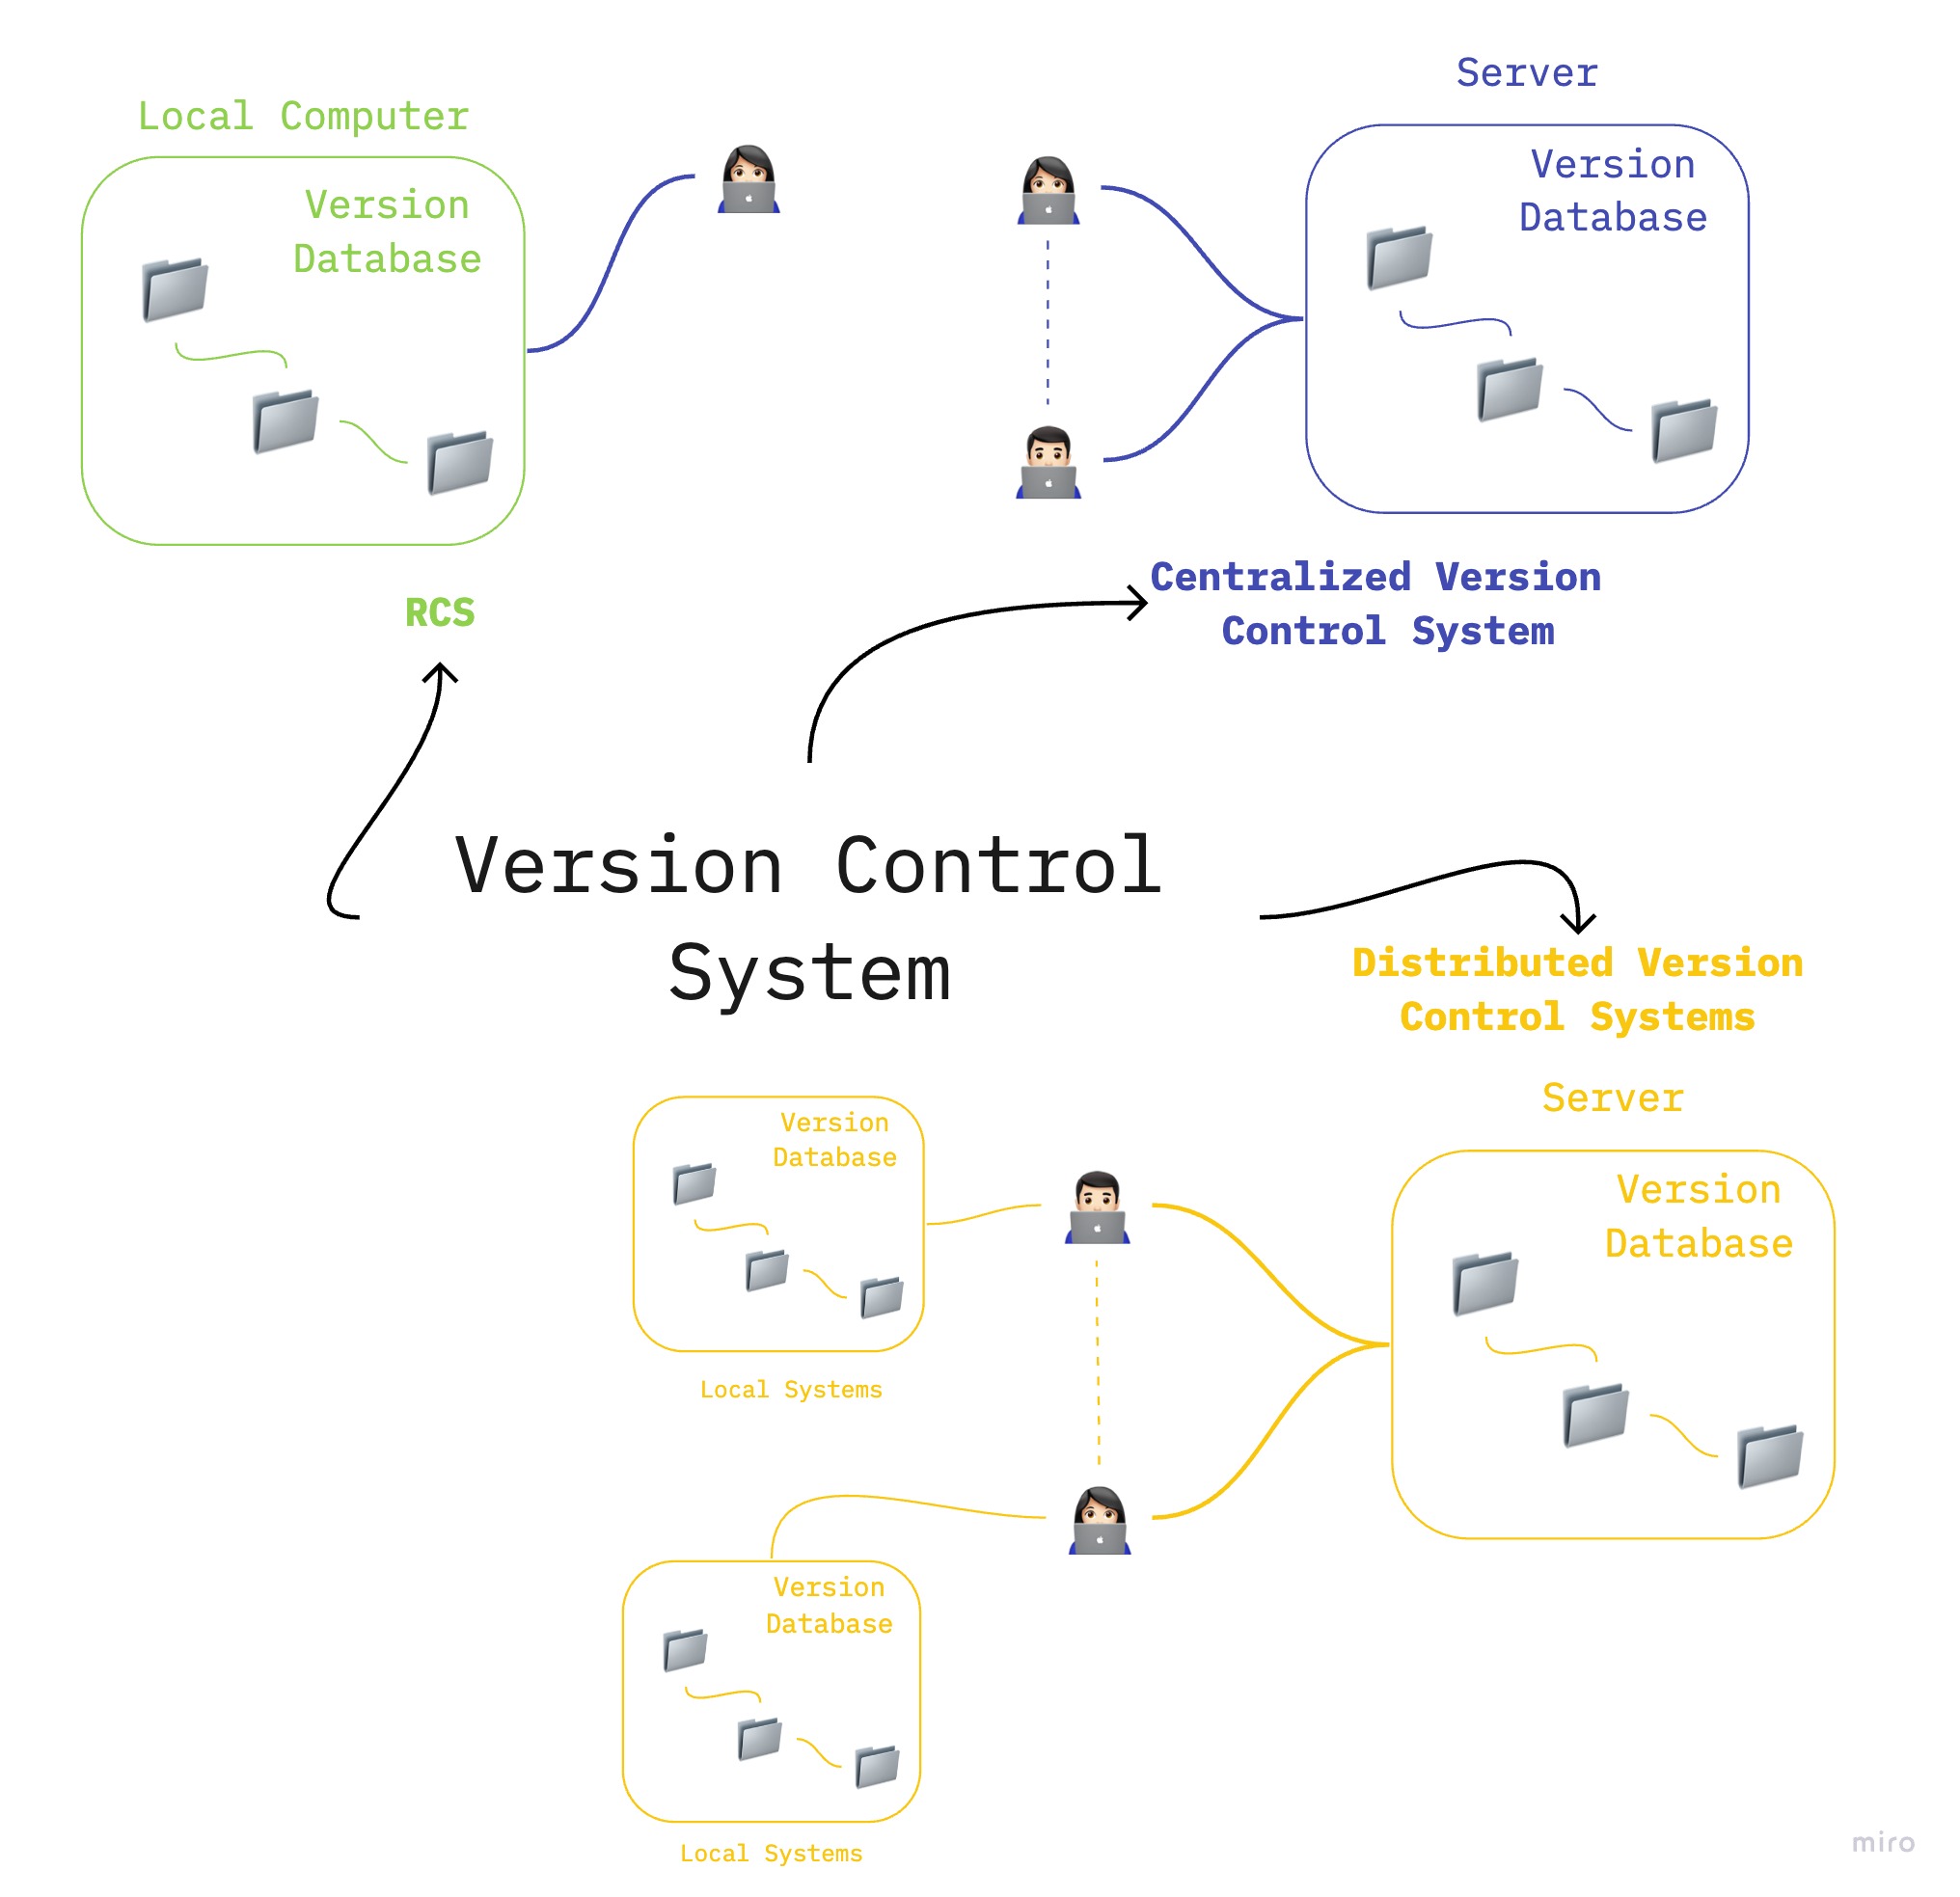 Local Computer
Version
Database
RCS
Server
Version
Database
Centralized Version
Control System
Version Control
System
Distributed Version
Control Systems
Server
Version
Database
Version
Database
Local Systems
Version
Database
Local Systems
miro